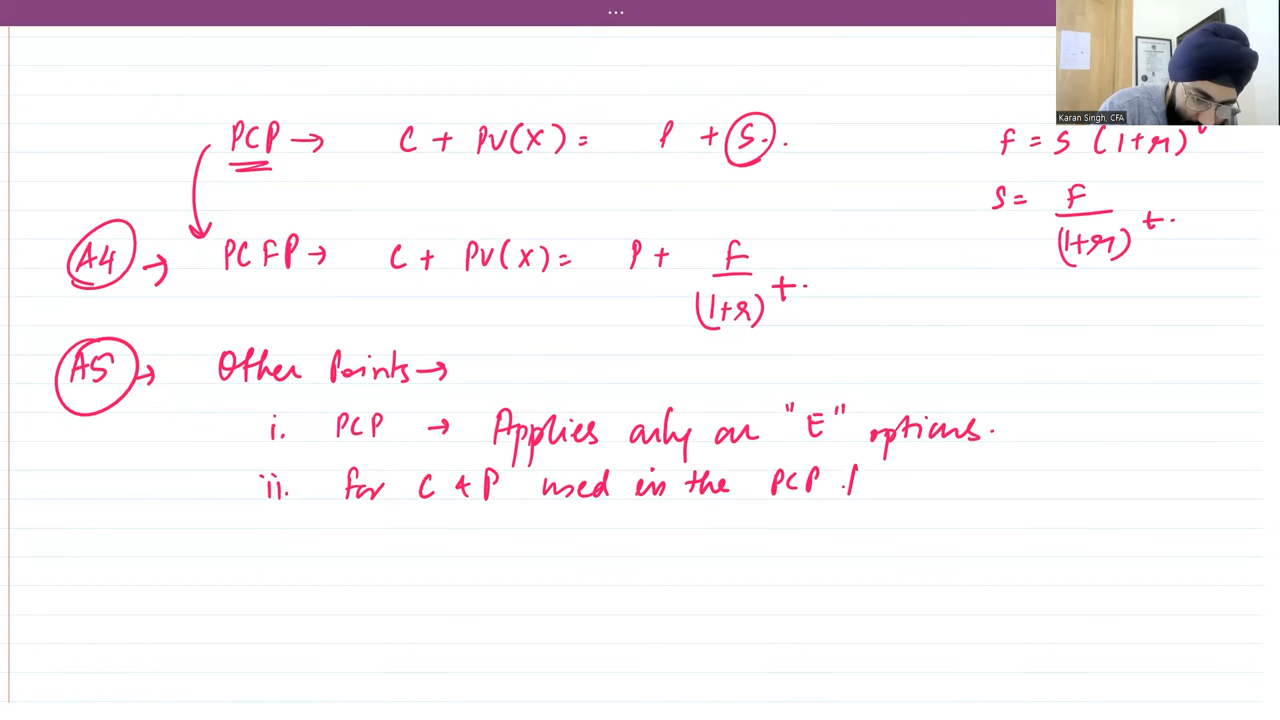 ...
Karan Singh, CFA
PCP → C + PV(X) = P + S.
F = S (1+r)^t
S = F / (1+r)^t.
A4 → PCFP → C + PV(X) = P + F / (1+r)^t.
A5 → Other Points →
i. PCP → Applies only on "E" options.
ii. for C & P used in the PCP /